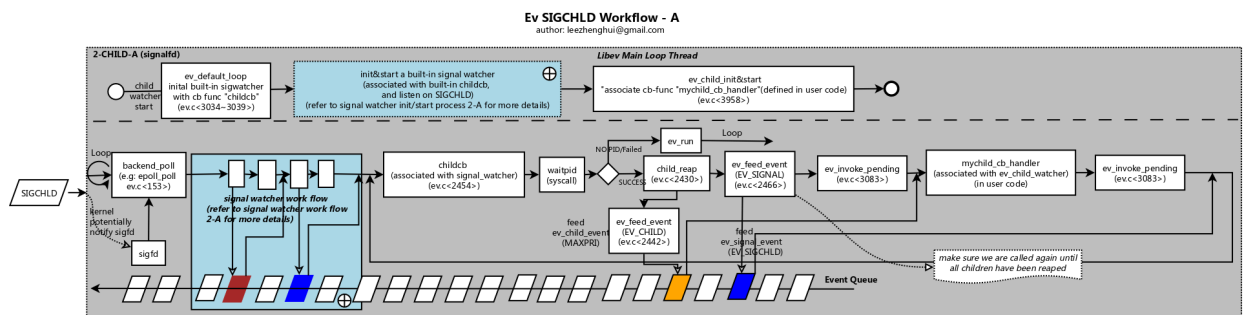 Ev SIGCHLD Workflow - A
author: leezhenghui@gmail.com
2-CHILD-A (signalfd)
Libev Main Loop Thread
child
watcher
start
ev_default_loop
inital built-in sigwatcher
with cb func "childcb"
(ev.c<3034~3039>)
init&start a built-in signal watcher
(associated with built-in childcb,
and listen on SIGCHLD)
(refer to signal watcher init/start process 2-A for more details)
ev_child_init&start
"associate cb-func "mychild_cb_handler"(defined in user code)
(ev.c<3958>)
SIGCHLD
Loop
backend_poll
(e.g: epoll_poll
ev.c<153>)
kernel
potentially
notify sigfd
sigfd
signal watcher work flow
(refer to signal watcher work flow
2-A for more details)
childcb
(associated with signal_watcher)
(ev.c<2454>)
waitpid
(syscall)
NO PID/Failed
SUCCESS
ev_run
Loop
child_reap
(ev.c<2430>)
ev_feed_event
(EV_SIGNAL)
(ev.c<2466>)
ev_invoke_pending
(ev.c<3083>)
mychild_cb_handler
(associated with ev_child_watcher)
(in user code)
ev_invoke_pending
(ev.c<3083>)
feed
ev_child_event
(MAXPRI)
ev_feed_event
(EV_CHILD)
(ev.c<2442>)
feed
ev_signal_event
(EV_SIGCHLD)
make sure we are called again until
all children have been reaped
Event Queue